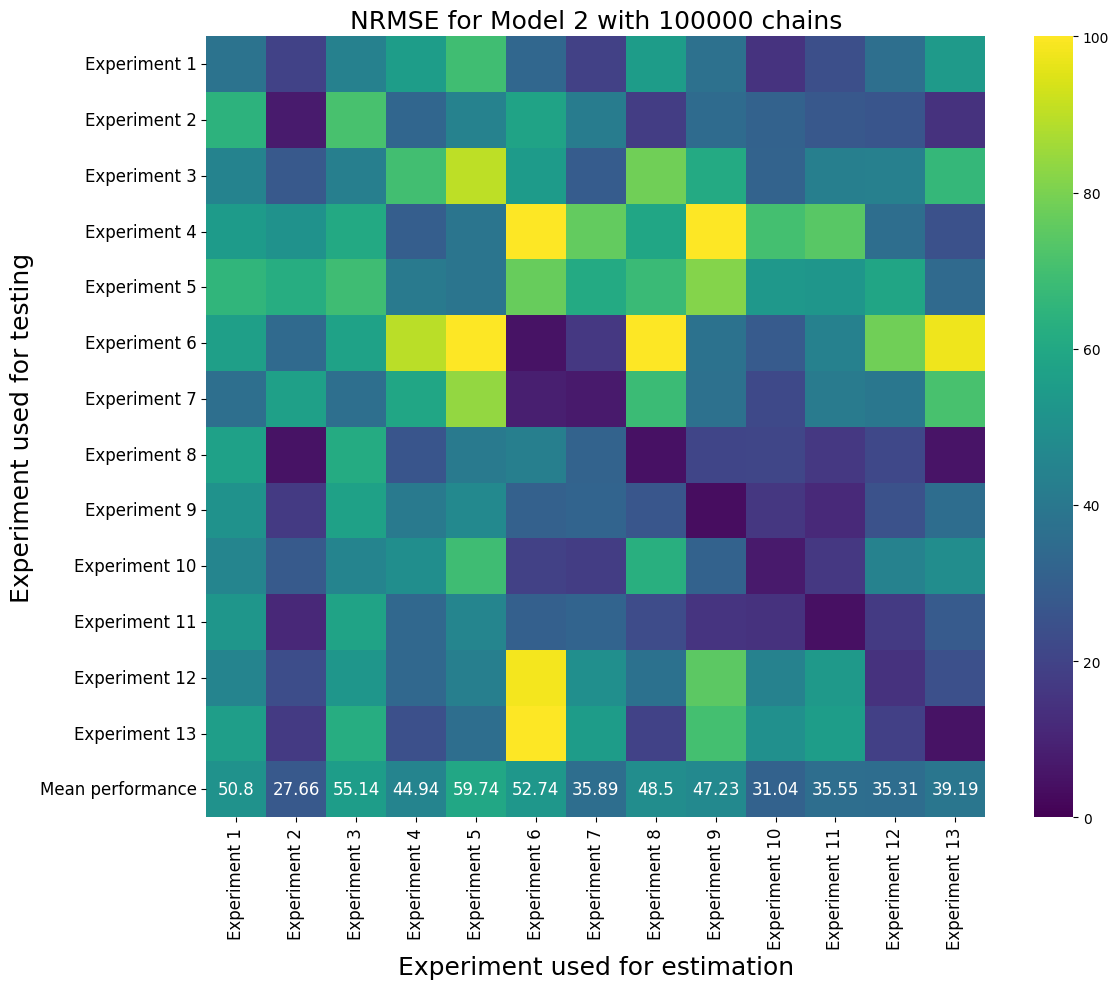 NRMSE for Model 2 with 100000 chains
Experiment used for testing
Experiment 1
Experiment 2
Experiment 3
Experiment 4
Experiment 5
Experiment 6
Experiment 7
Experiment 8
Experiment 9
Experiment 10
Experiment 11
Experiment 12
Experiment 13
Mean performance
50.8 27.66 55.14 44.94 59.74 52.74 35.89 48.5 47.23 31.04 35.55 35.31 39.19
Experiment 1
Experiment 2
Experiment 3
Experiment 4
Experiment 5
Experiment 6
Experiment 7
Experiment 8
Experiment 9
Experiment 10
Experiment 11
Experiment 12
Experiment 13
Experiment used for estimation
100
80
60
40
20
0